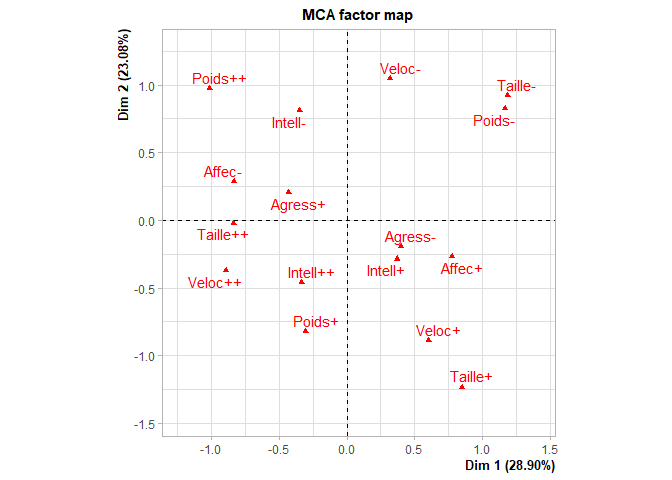 MCA factor map
Dim 2 (23.08%)
Veloc-
Poids++
Taille-
1.0
Intell-
Poids-
0.5
Affec-
Agress+
0.0
Taille++
Agress-
Intell++
Intell+
Affec+
Veloc++
-0.5
Poids+
Veloc+
-1.0
Taille+
-1.5
-1.0
-0.5
0.0
0.5
1.0
1.5
Dim 1 (28.90%)